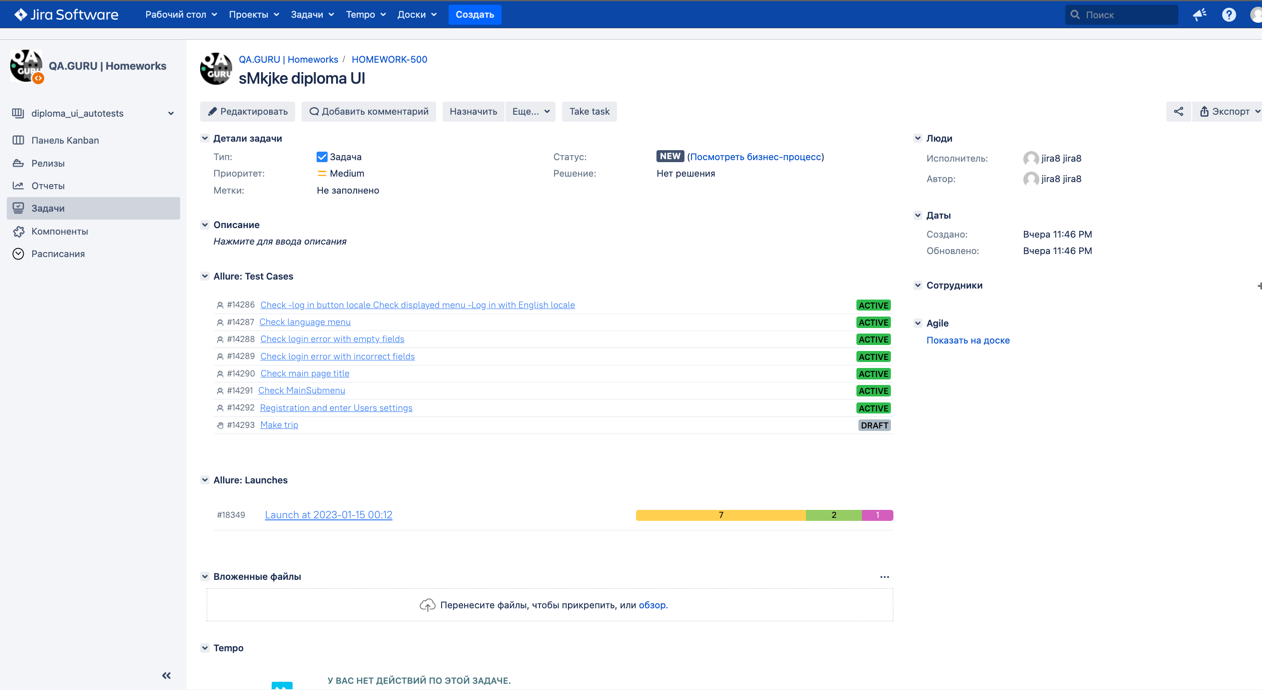 Jira Software Рабочий стол Проекты Задачи Tempo Доски Создать Поиск
QA.GURU | Homeworks
diploma_ui_autotests
Панель Kanban
Релизы
Отчеты
Задачи
Компоненты
Расписания
QA.GURU | Homeworks / HOMEWORK-500
sMkjke diploma UI
Редактировать Добавить комментарий Назначить Еще... Take task Экспорт
Детали задачи
Тип: Задача
Приоритет: Medium
Метки: Не заполнено
Статус: NEW (Посмотреть бизнес-процесс)
Решение: Нет решения
Описание
Нажмите для ввода описания
Allure: Test Cases
#14286 Check -log in button locale Check displayed menu -Log in with English locale ACTIVE
#14287 Check language menu ACTIVE
#14288 Check login error with empty fields ACTIVE
#14289 Check login error with incorrect fields ACTIVE
#14290 Check main page title ACTIVE
#14291 Check MainSubmenu ACTIVE
#14292 Registration and enter Users settings ACTIVE
#14293 Make trip DRAFT
Allure: Launches
#18349 Launch at 2023-01-15 00:12 7 2 1
Вложенные файлы
Перенесите файлы, чтобы прикрепить, или обзор.
Tempo
У ВАС НЕТ ДЕЙСТВИЙ ПО ЭТОЙ ЗАДАЧЕ.
Люди
Исполнитель: jira8 jira8
Автор: jira8 jira8
Даты
Создано: Вчера 11:46 PM
Обновлено: Вчера 11:46 PM
Сотрудники
Agile
Показать на доске